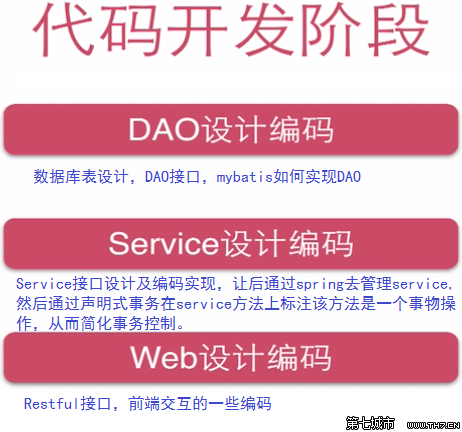 代码开发阶段
DAO设计编码
数据库表设计，DAO接口，mybatis如何实现DAO
Service设计编码
Service接口设计及编码实现，让后通过spring去管理service,
然后通过声明式事务在service方法上标注该方法是一个事物操
作，从而简化事务控制。
Web设计编码
Restful接口，前端交互的一些编码
第七城市 www.TH7.CN